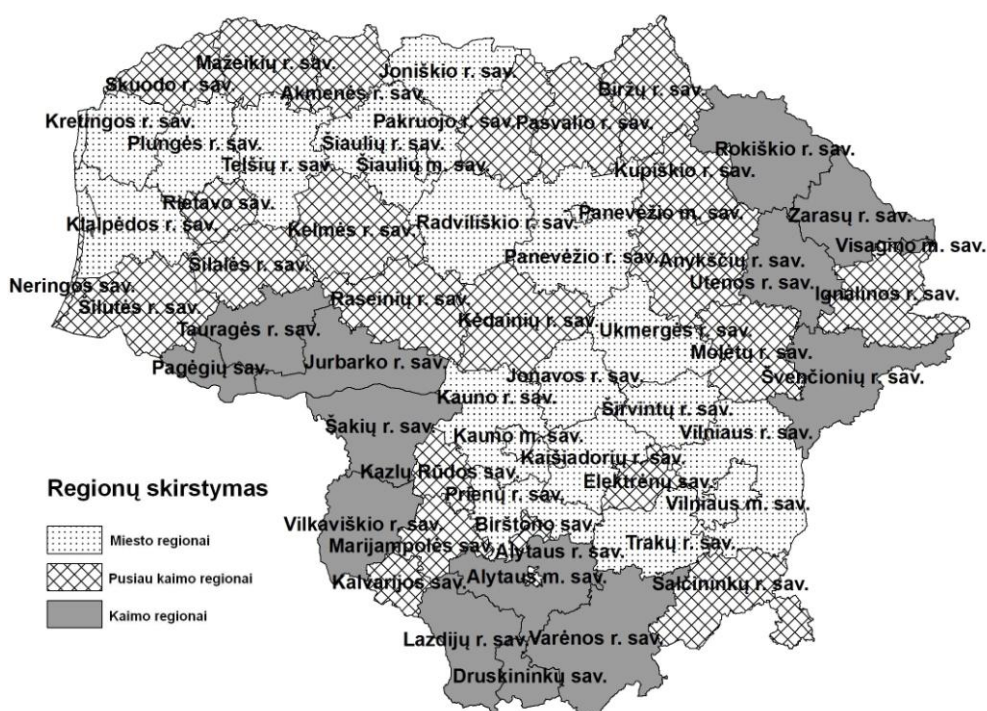 Mažeikių r. sav.
Skuodo r. sav.
Akmenės r. sav.
Joniškio r. sav.
Biržų r. sav.
Kretingos r. sav.
Plungės r. sav.
Telšių r. sav.
Šiaulių r. sav.
Šiaulių m. sav.
Pakruojo r. sav.
Pasvalio r. sav.
Rokiškio r. sav.
Kupiškio r. sav.
Rietavo sav.
Klaipėdos r. sav.
Kelmės r. sav.
Radviliškio r. sav.
Panevėžio m. sav.
Zarasų r. sav.
Visagino m. sav.
Šilalės r. sav.
Panevėžio r. sav.
Anykščių r. sav.
Utenos r. sav.
Ignalinos r. sav.
Neringos sav.
Šilutės r. sav.
Raseinių r. sav.
Kėdainių r. sav.
Ukmergės r. sav.
Tauragės r. sav.
Pagėgių sav.
Jurbarko r. sav.
Molėtų r. sav.
Švenčionių r. sav.
Jonavos r. sav.
Kauno r. sav.
Širvintų r. sav.
Šakių r. sav.
Kauno m. sav.
Vilniaus r. sav.
Kaišiadorių r. sav.
Kazlų Rūdos sav.
Elektrėnų sav.
Prienų r. sav.
Vilniaus m. sav.
Vilkaviškio r. sav.
Birštono sav.
Marijampolės sav.
Alytaus r. sav.
Trakų r. sav.
Kalvarijos sav.
Alytaus m. sav.
Šalčininkų r. sav.
Lazdijų r. sav.
Varėnos r. sav.
Druskininkų sav.
Regionų skirstymas
Miesto regionai
Pusiau kaimo regionai
Kaimo regionai